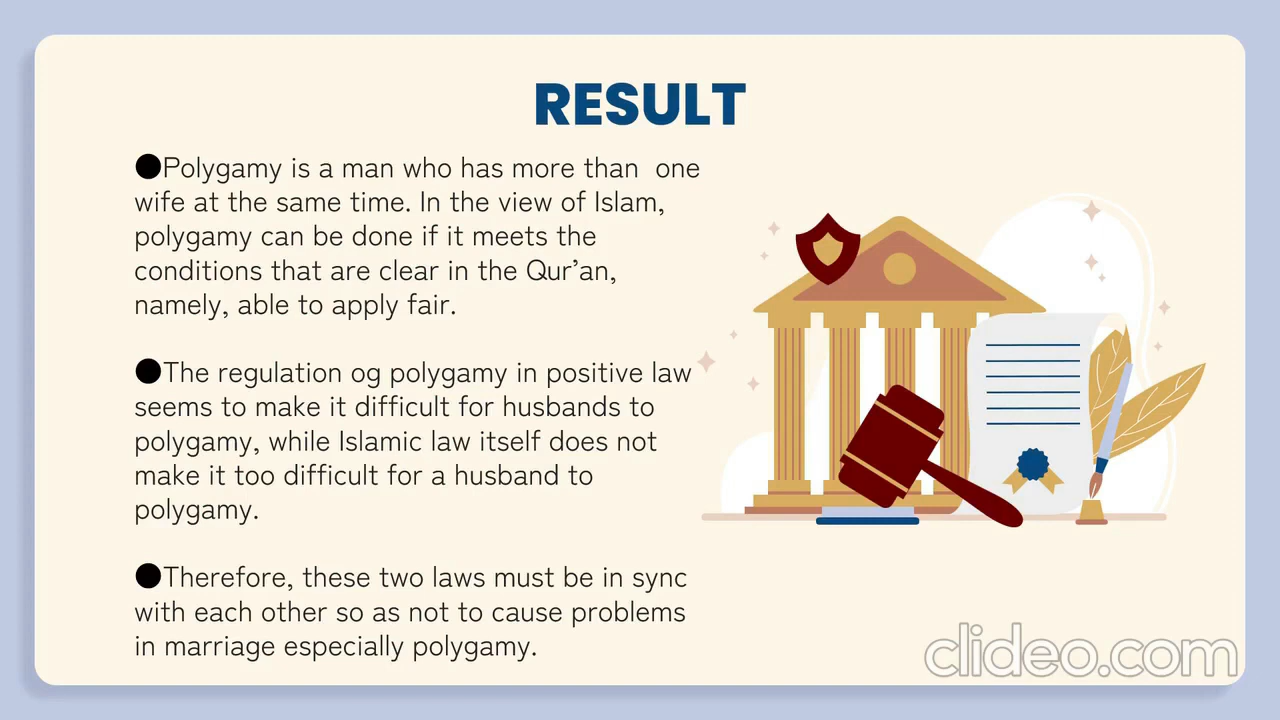 RESULT
●Polygamy is a man who has more than  one
wife at the same time. In the view of Islam,
polygamy can be done if it meets the
conditions that are clear in the Qur’an,
namely, able to apply fair.
●The regulation og polygamy in positive law
seems to make it difficult for husbands to
polygamy, while Islamic law itself does not
make it too difficult for a husband to
polygamy.
●Therefore, these two laws must be in sync
with each other so as not to cause problems
in marriage especially polygamy.
clideo.com